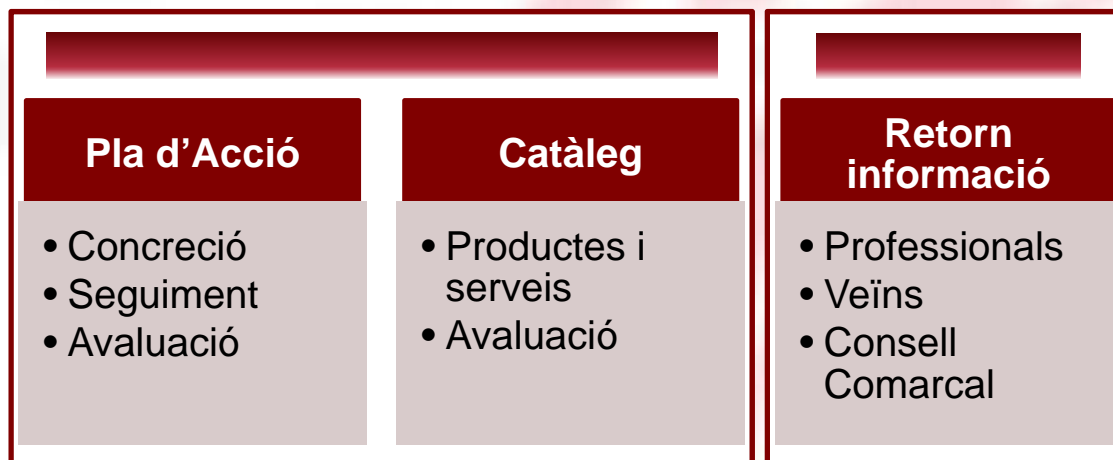 Pla d’Acció
• Concreció
• Seguiment
• Avaluació
Catàleg
• Productes i
serveis
• Avaluació
Retorn
informació
• Professionals
• Veïns
• Consell
Comarcal